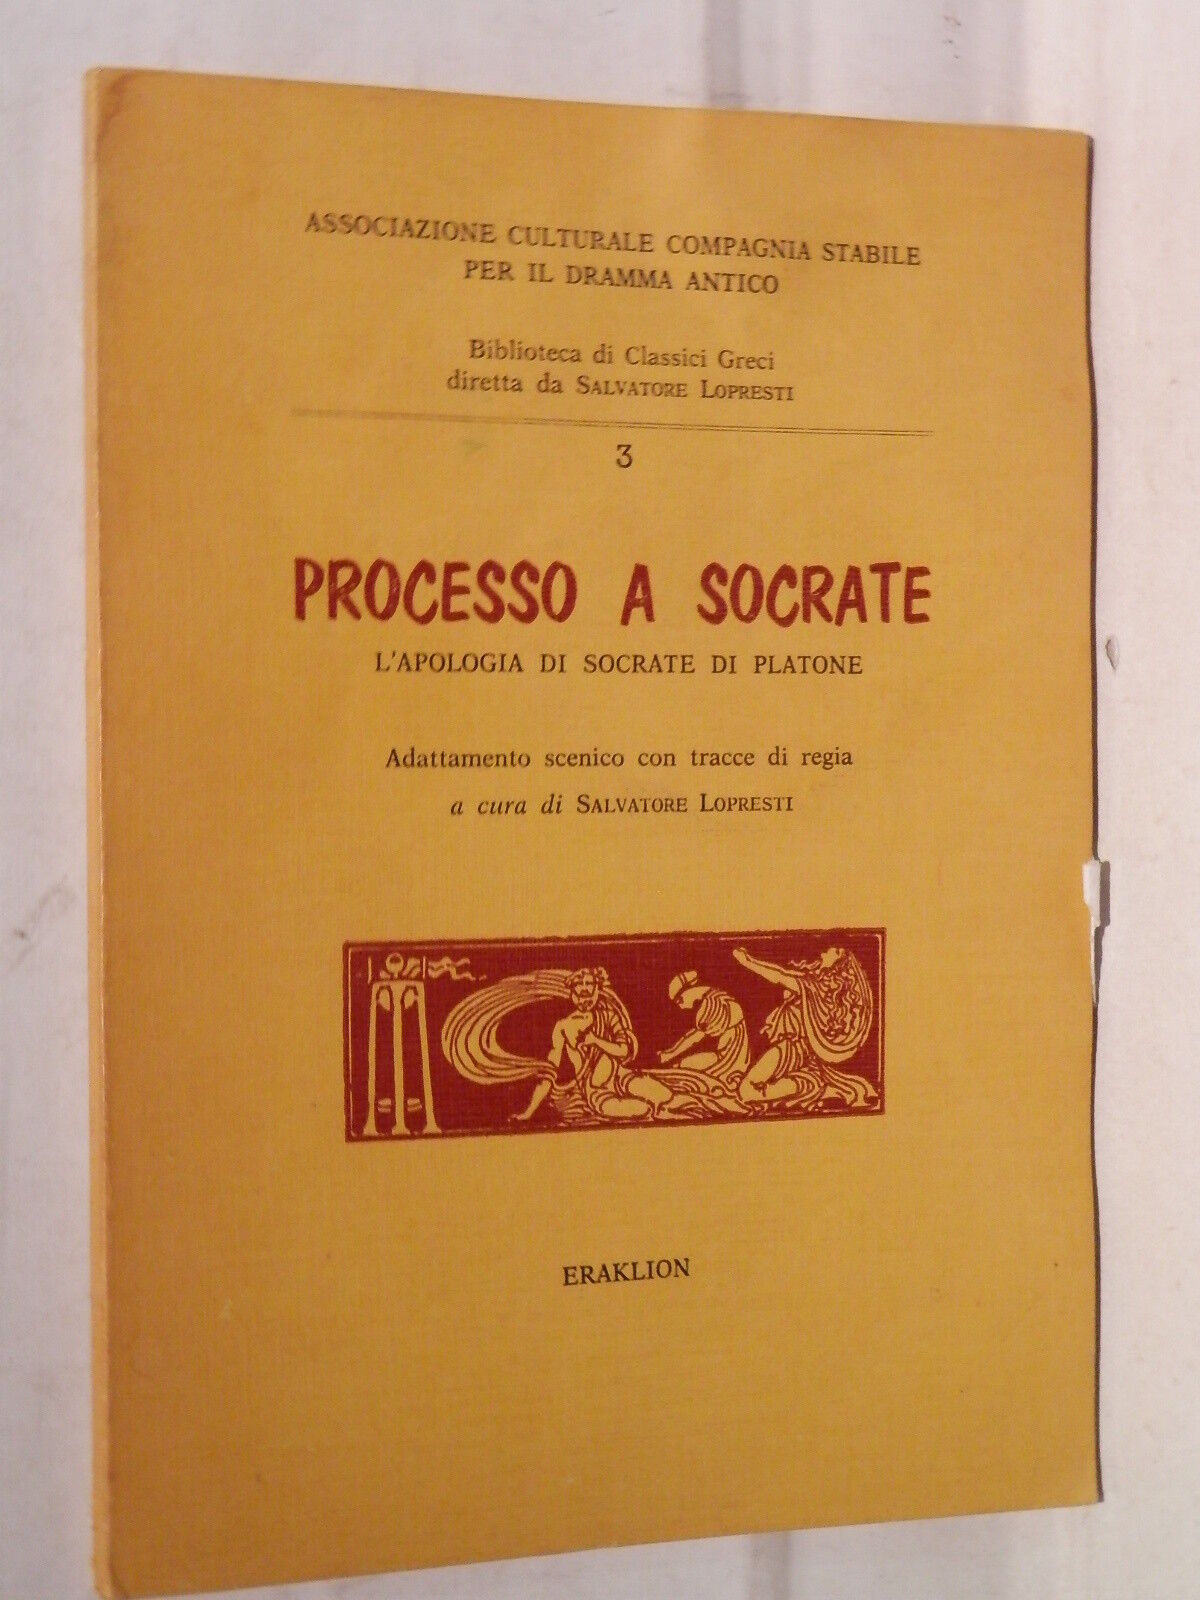 ASSOCIAZIONE CULTURALE COMPAGNIA STABILE
PER IL DRAMMA ANTICO
Biblioteca di Classici Greci
diretta da SALVATORE LOPRESTI
3
PROCESSO A SOCRATE
L'APOLOGIA DI SOCRATE DI PLATONE
Adattamento scenico con tracce di regia
a cura di SALVATORE LOPRESTI
ERAKLION